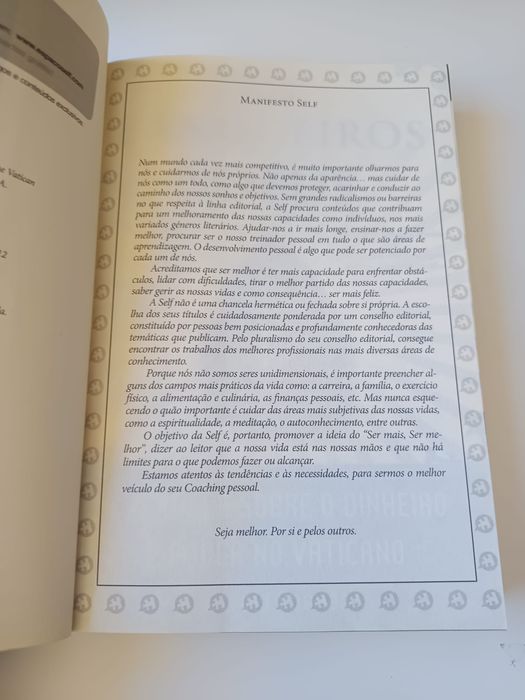 www.espacoself.com
e conteúdos exclusivos.
Vatican
A.
12
MANIFESTO SELF
Num mundo cada vez mais competitivo, é muito importante olharmos para
nós e cuidarmos de nós próprios. Não apenas da aparência… mas cuidar de
nós como um todo, como algo que devemos proteger, acarinhar e conduzir ao
caminho dos nossos sonhos e objetivos. Sem grandes radicalismos ou barreiras
no que respeita à linha editorial, a Self procura conteúdos que contribuam
para um melhoramento das nossas capacidades como indivíduos, nos mais
variados géneros literários. Ajudar-nos a ir mais longe, ensinar-nos a fazer
melhor, procurar ser o nosso treinador pessoal em tudo o que são áreas de
aprendizagem. O desenvolvimento pessoal é algo que pode ser potenciado por
cada um de nós.
Acreditamos que ser melhor é ter mais capacidade para enfrentar obstá-
culos, lidar com dificuldades, tirar o melhor partido das nossas capacidades,
saber gerir as nossas vidas e como consequência… ser mais feliz.
A Self não é uma chancela hermética ou fechada sobre si própria. A esco-
lha dos seus títulos é cuidadosamente ponderada por um conselho editorial,
constituído por pessoas bem posicionadas e profundamente conhecedoras das
temáticas que publicam. Pelo pluralismo do seu conselho editorial, consegue
encontrar os trabalhos dos melhores profissionais nas mais diversas áreas de
conhecimento.
Porque nós não somos seres unidimensionais, é importante preencher al-
guns dos campos mais práticos da vida como: a carreira, a família, o exercício
físico, a alimentação e culinária, as finanças pessoais, etc. Mas nunca esque-
cendo o quão importante é cuidar das áreas mais subjetivas das nossas vidas,
como a espiritualidade, a meditação, o autoconhecimento, entre outras.
O objetivo da Self é, portanto, promover a ideia do "Ser mais, Ser me-
lhor", dizer ao leitor que a nossa vida está nas nossas mãos e que não há
limites para o que podemos fazer ou alcançar.
Estamos atentos às tendências e às necessidades, para sermos o melhor
veículo do seu Coaching pessoal.
Seja melhor. Por si e pelos outros.
SOBRE O DINHEIRO
NO VATICANO